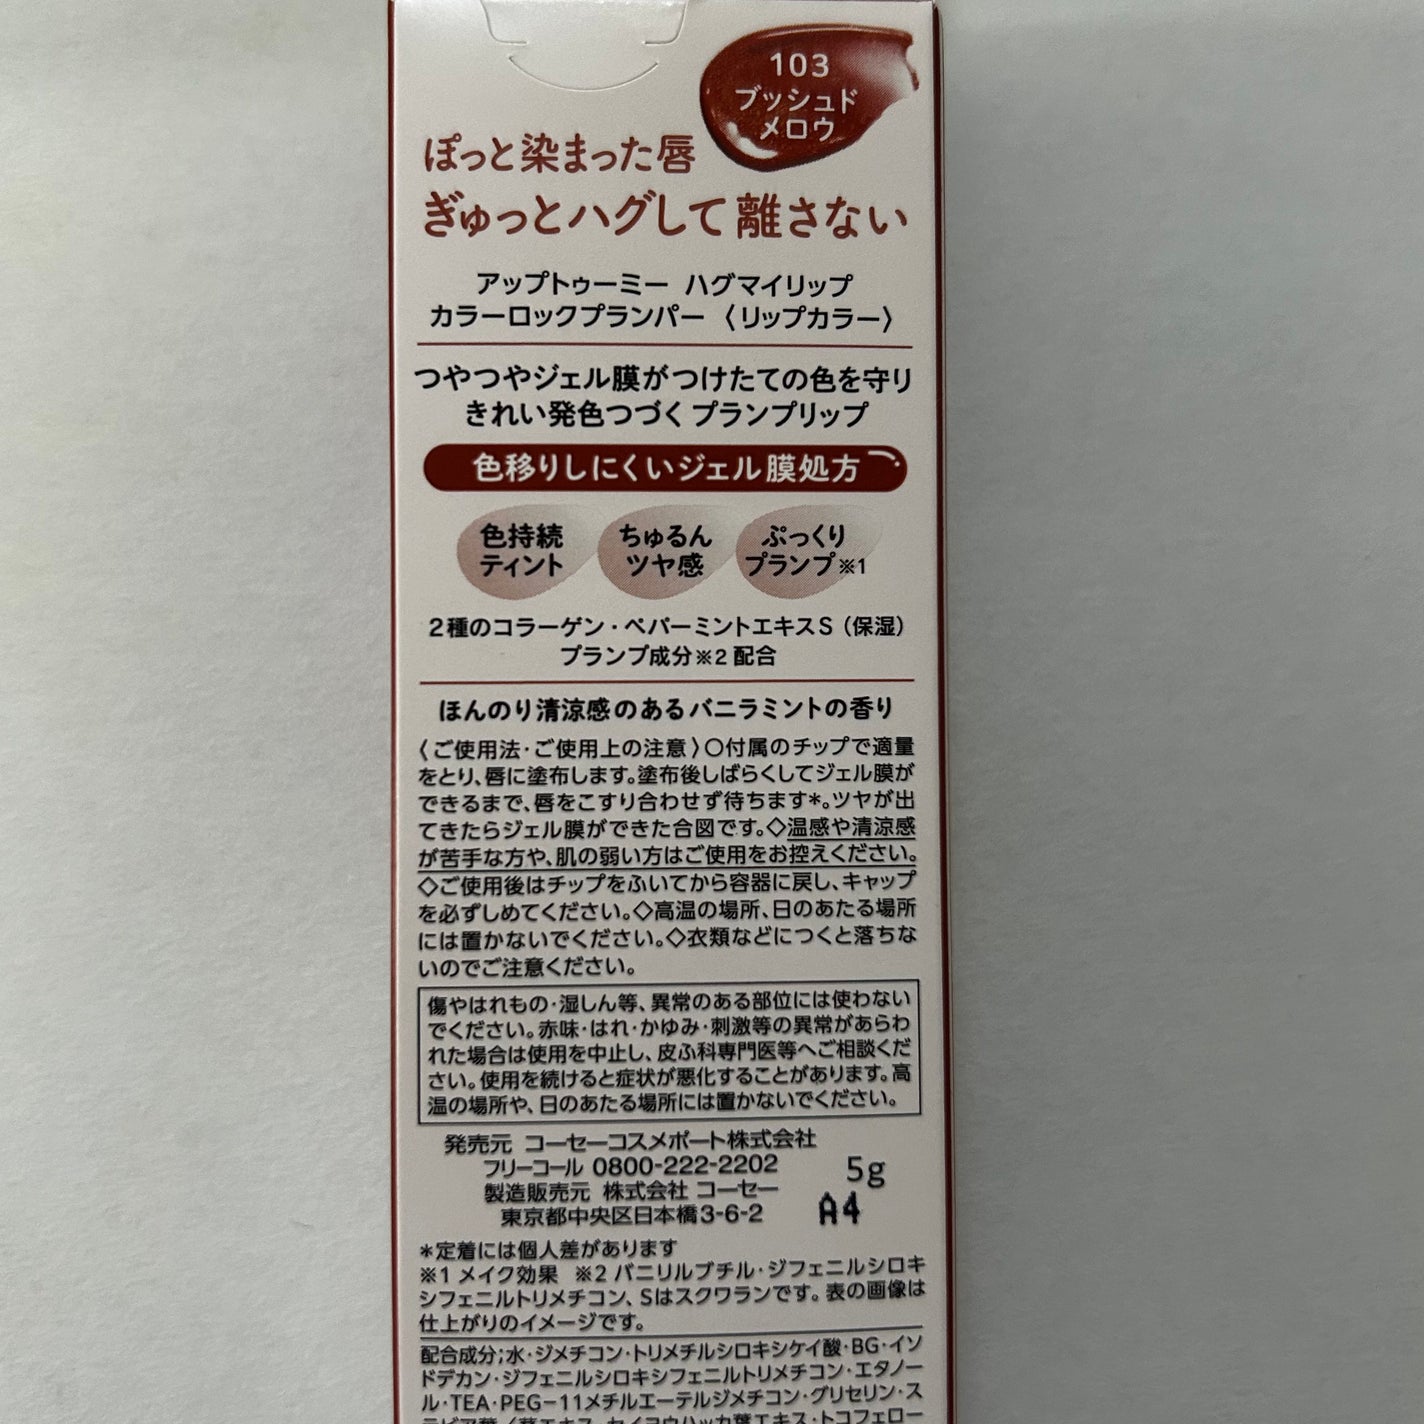 103
ブッシュド
メロウ
ぽっと染まった唇
ぎゅっとハグして離さない
アップトゥーミー ハグマイリップ
カラーロックプランパー〈リップカラー〉
つやつやジェル膜がつけたての色を守り
きれい発色つづくプランプリップ
色移りしにくいジェル膜処方
色持続
ティント
ちゅるん
ツヤ感
ぷっくり
プランプ※1
2種のコラーゲン・ペパーミントエキスS（保湿）
プランプ成分※2配合
ほんのり清涼感のあるバニラミントの香り
〈ご使用法・ご使用上の注意〉○付属のチップで適量
をとり、唇に塗布します。塗布後しばらくしてジェル膜が
できるまで、唇をこすり合わせず待ちます*。ツヤが出
てきたらジェル膜ができた合図です。◇温感や清涼感
が苦手な方や、肌の弱い方はご使用をお控えください。
◇ご使用後はチップをふいてから容器に戻し、キャップ
を必ずしめてください。◇高温の場所、日のあたる場所
には置かないでください。◇衣類などにつくと落ちな
いのでご注意ください。
傷やはれもの・湿しん等、異常のある部位には使わない
でください。赤味・はれ・かゆみ・刺激等の異常があらわ
れた場合は使用を中止し、皮ふ科専門医等へご相談くだ
さい。使用を続けると症状が悪化することがあります。高
温の場所や、日のあたる場所には置かないでください。
発売元 コーセーコスメポート株式会社
フリーコール 0800-222-2202
製造販売元 株式会社 コーセー
東京都中央区日本橋3-6-2
5g
A4
*定着には個人差があります
※1 メイク効果 ※2 バニリルブチル・ジフェニルシロキ
シフェニルトリメチコン、Sはスクワランです。表の画像は
仕上がりのイメージです。
配合成分;水・ジメチコン・トリメチルシロキシケイ酸・BG・イソ
ドデカン・ジフェニルシロキシフェニルトリメチコン・エタノー
ル・TEA・PEG-11メチルエーテルジメチコン・グリセリン・ス
エキス・セイヨウハッカ葉エキス・トコフェロー